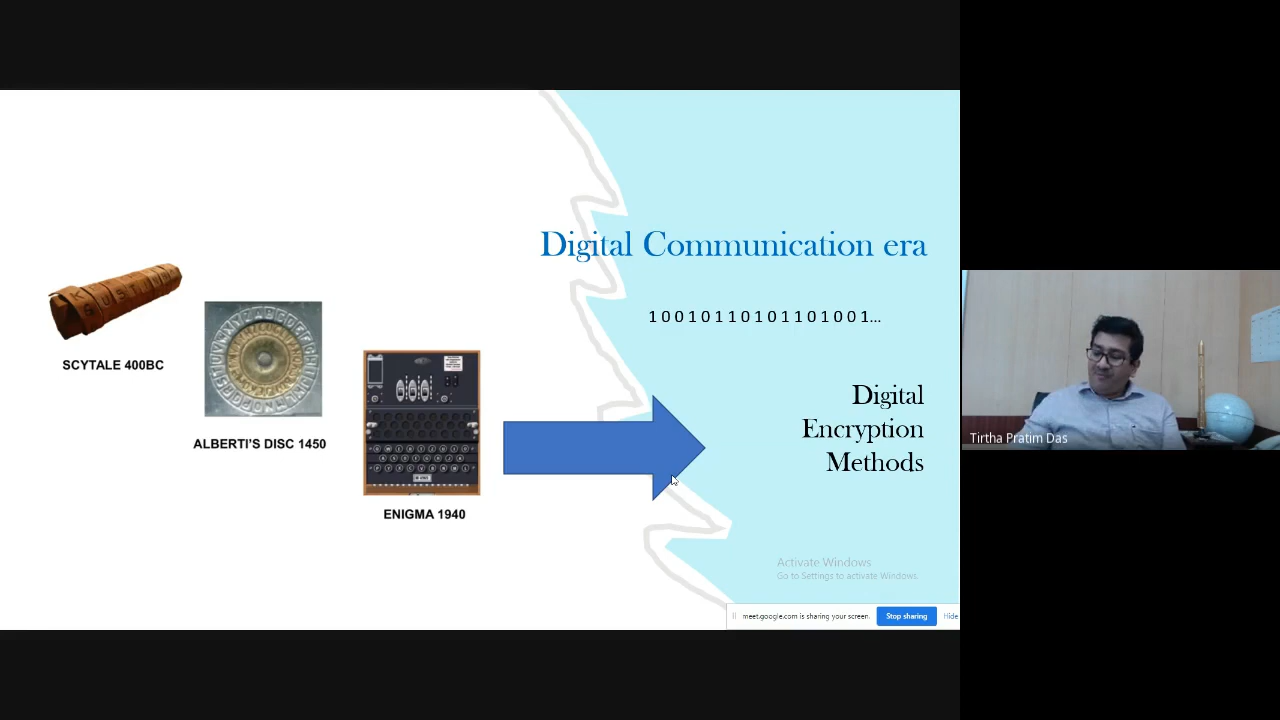 Digital Communication era
1 0 0 1 0 1 1 0 1 0 1 1 0 1 0 0 1...
SCYTALE 400BC
ALBERTI'S DISC 1450
ENIGMA 1940
Digital
Encryption
Methods
Tirtha Pratim Das
Activate Windows
Go to Settings to activate Windows.
meet.google.com is sharing your screen.
Stop sharing
Hide